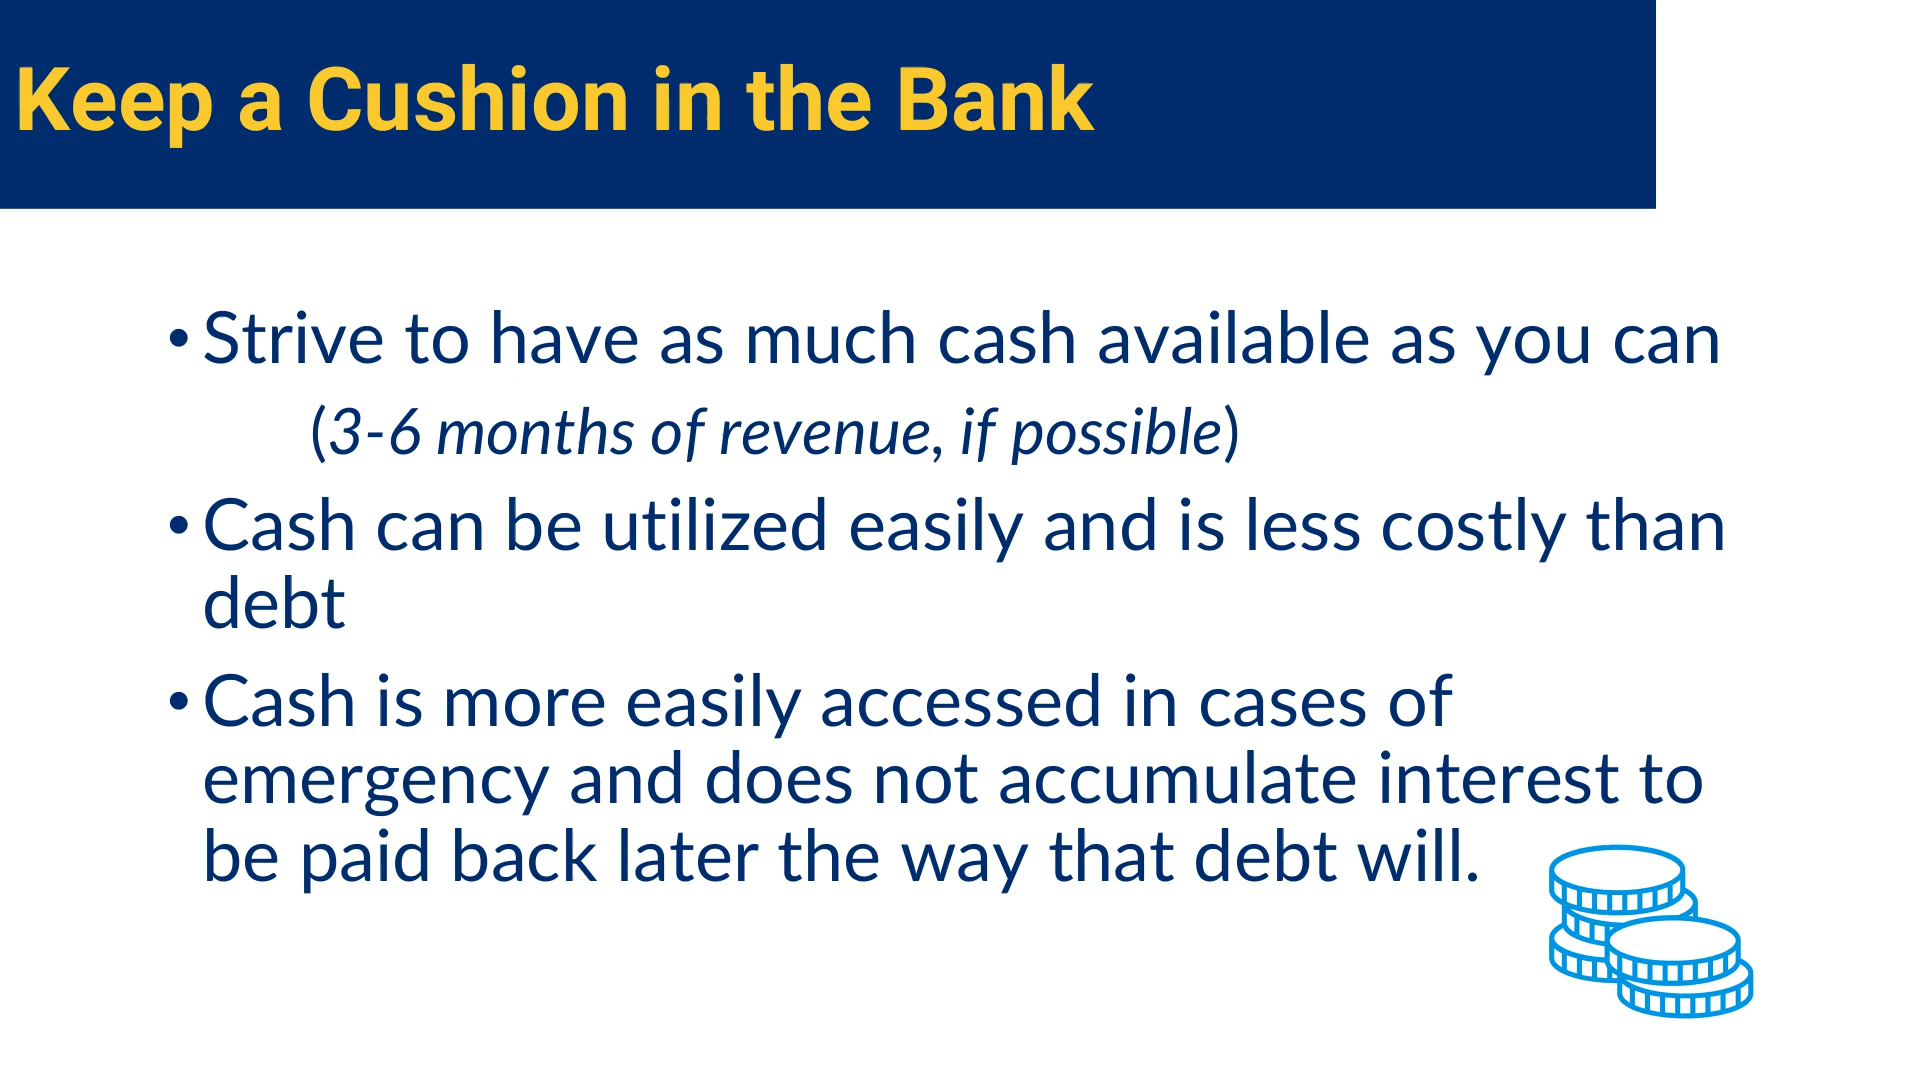 Keep a Cushion in the Bank
• Strive to have as much cash available as you can
(3-6 months of revenue, if possible)
• Cash can be utilized easily and is less costly than
debt
• Cash is more easily accessed in cases of
emergency and does not accumulate interest to
be paid back later the way that debt will.